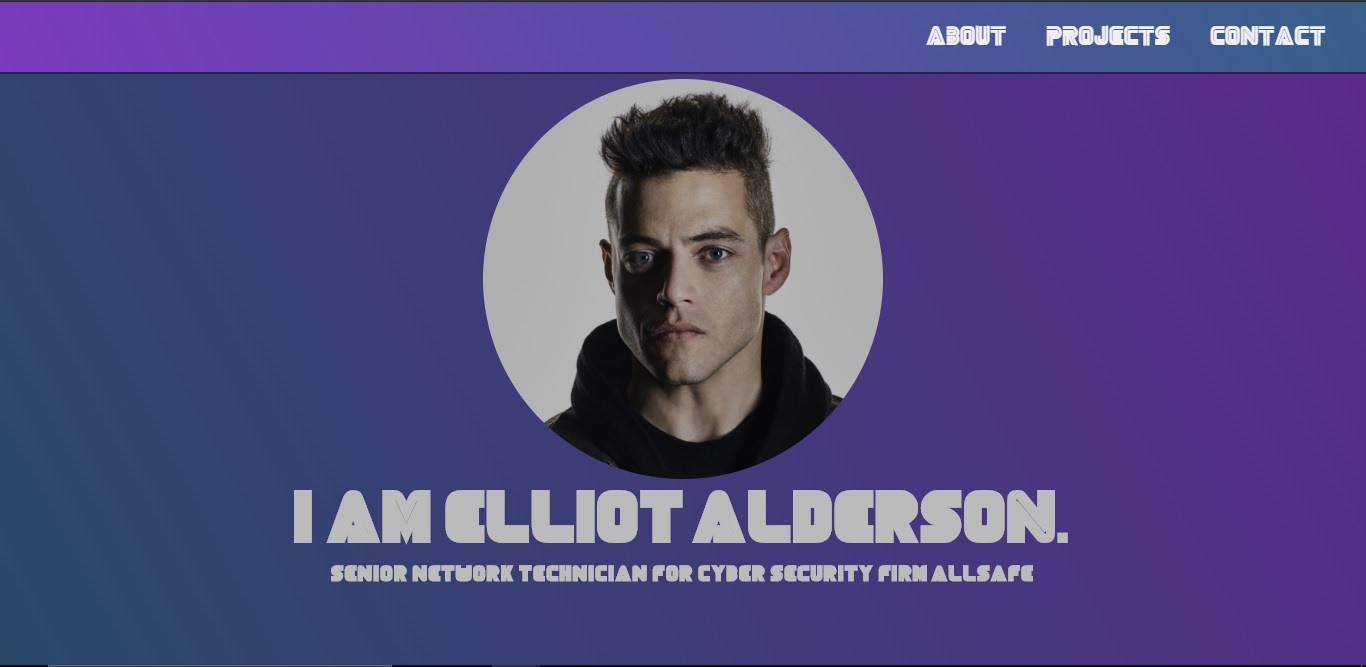 ABOUT PROJECTS CONTACT
I AM ELLIOT ALDERSON.
SENIOR NETWORK TECHNICIAN FOR CYBER SECURITY FIRM ALLSAFE